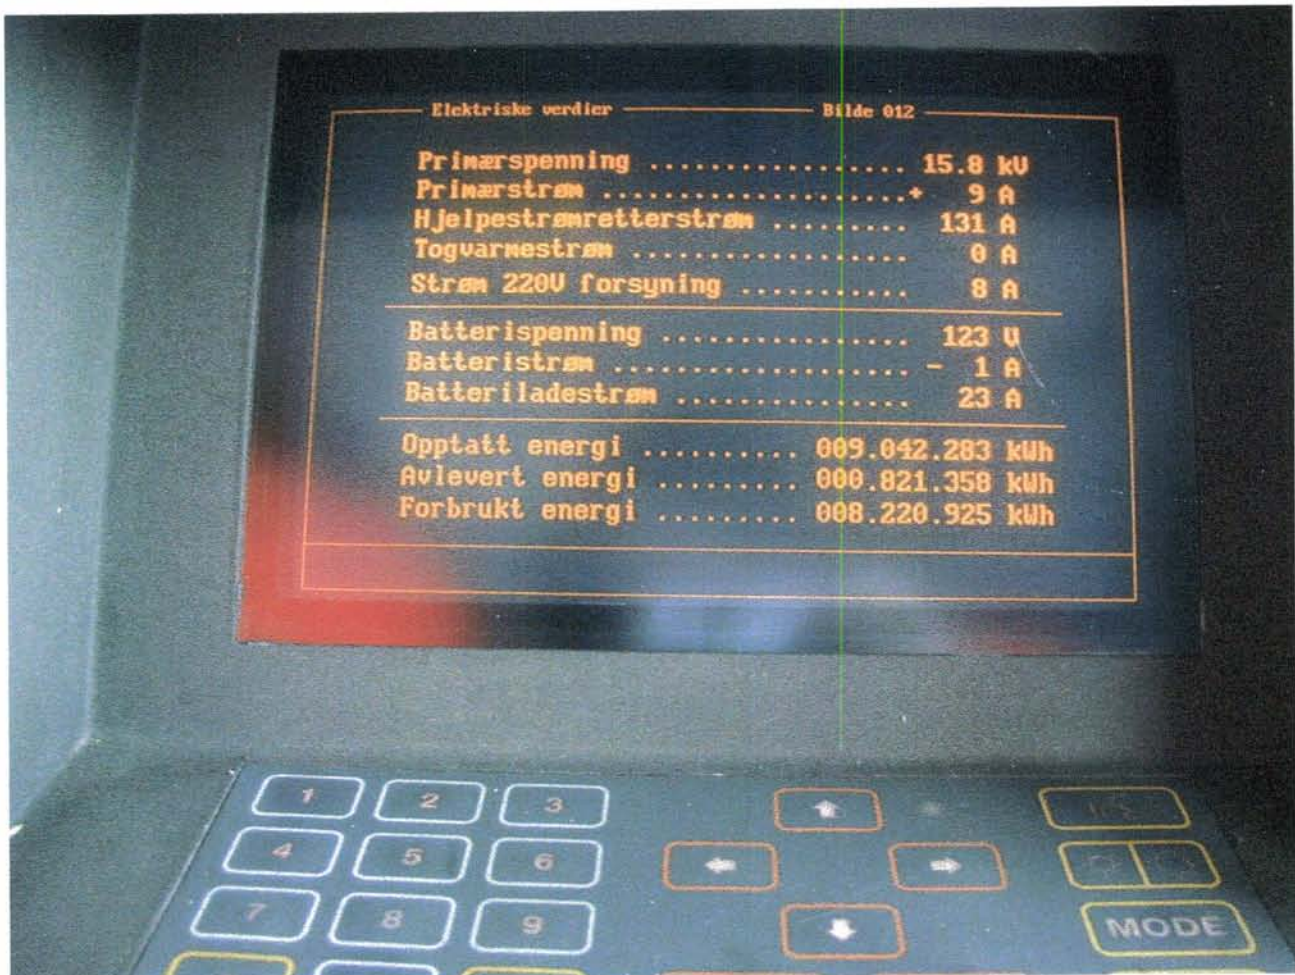 Elektriske verdier Bilde 012
Primærspenning .................. 15.8 kV
Primærstrøm .....................+ 9 A
Hjelpestrømretterstrøm ......... 131 A
Togvarmestrøm ................... 0 A
Strøm 220V forsyning ........... 8 A
Batterispenning ................. 123 V
Batteristrøm ..................... - 1 A
Batteriladestrøm ................ 23 A
Opptatt energi .......... 009.042.283 kWh
Avlevert energi ......... 000.821.358 kWh
Forbrukt energi ......... 008.220.925 kWh
1 2 3
4 5 6
7 8 9 MODE